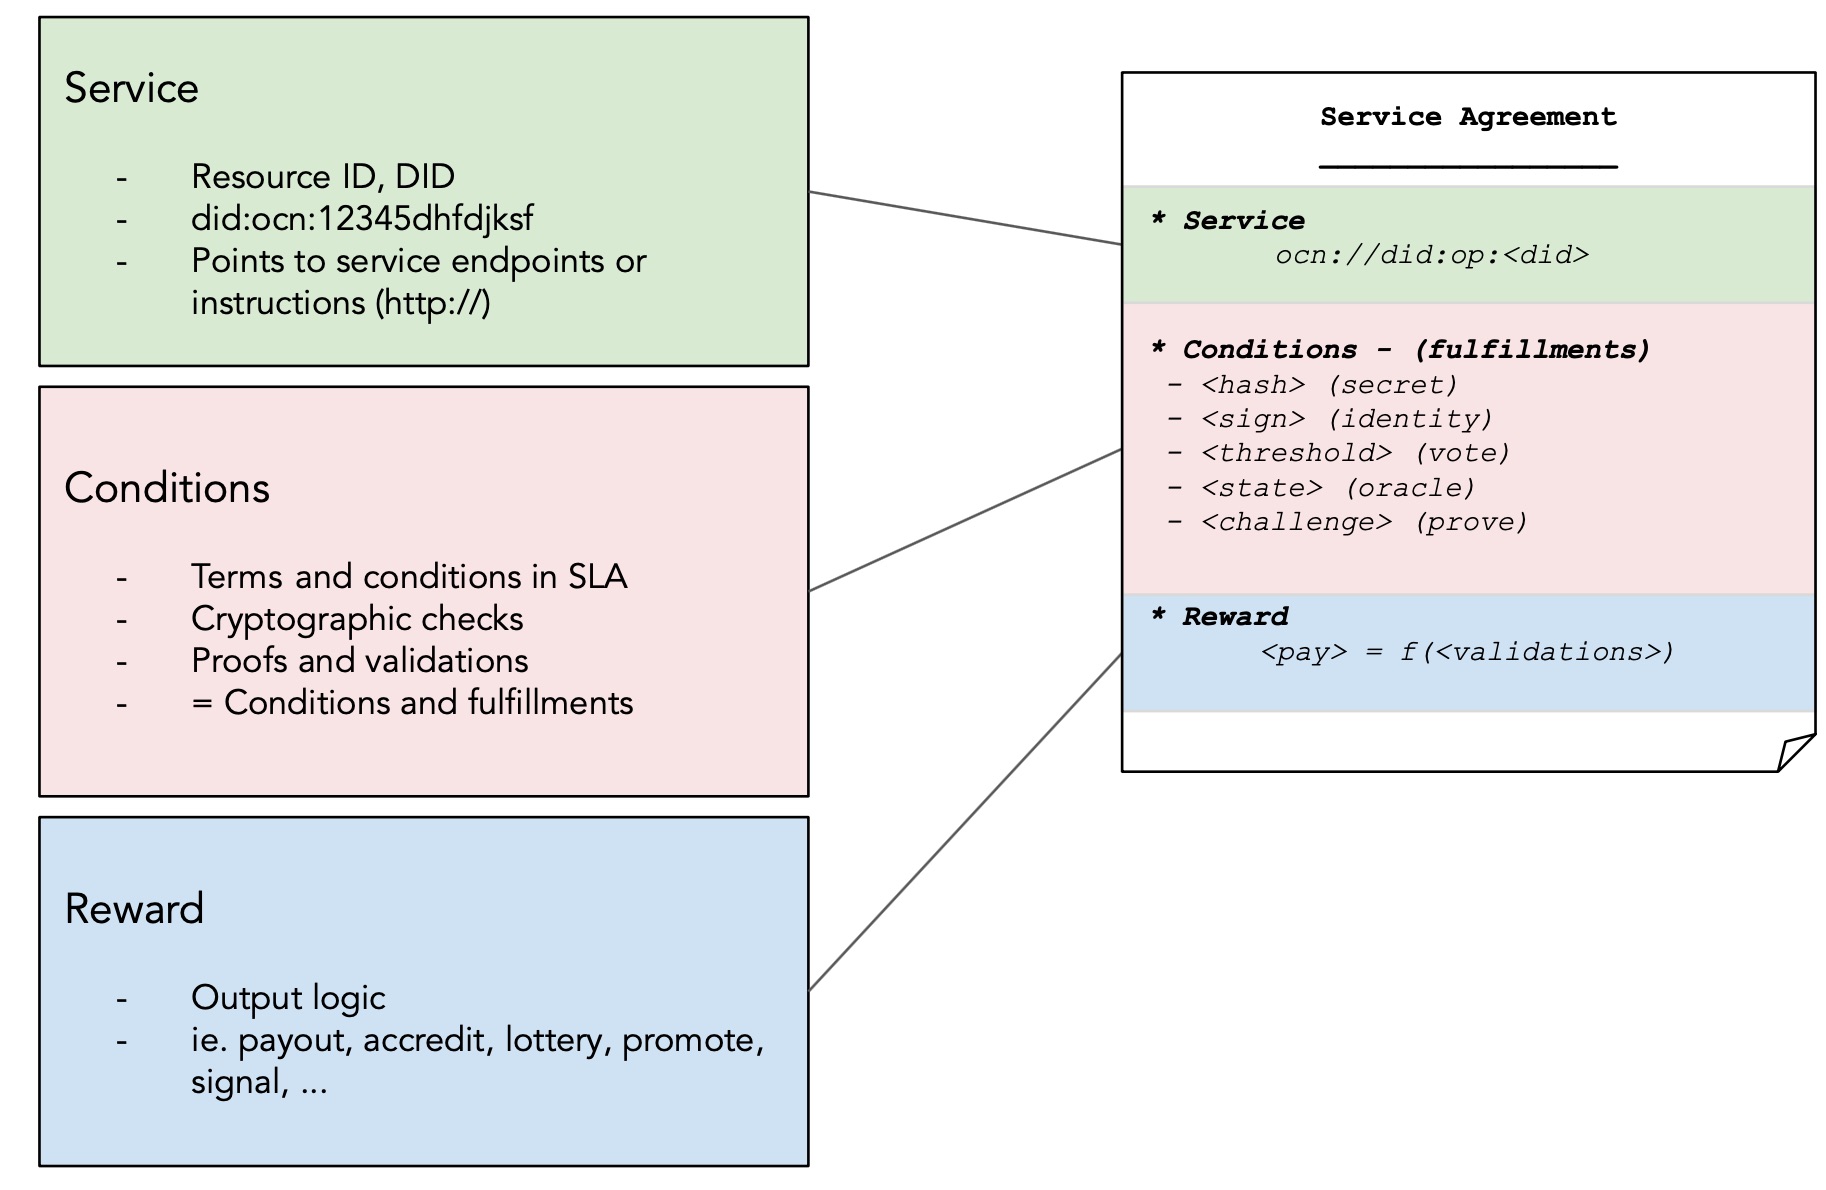 Service
- Resource ID, DID
- did:ocn:12345dhfdjksf
- Points to service endpoints or
instructions (http://)
Conditions
- Terms and conditions in SLA
- Cryptographic checks
- Proofs and validations
- = Conditions and fulfillments
Reward
- Output logic
- ie. payout, accredit, lottery, promote,
signal, ...
Service Agreement
* Service
ocn://did:op:<did>
* Conditions - (fulfillments)
- <hash> (secret)
- <sign> (identity)
- <threshold> (vote)
- <state> (oracle)
- <challenge> (prove)
* Reward
<pay> = f(<validations>)